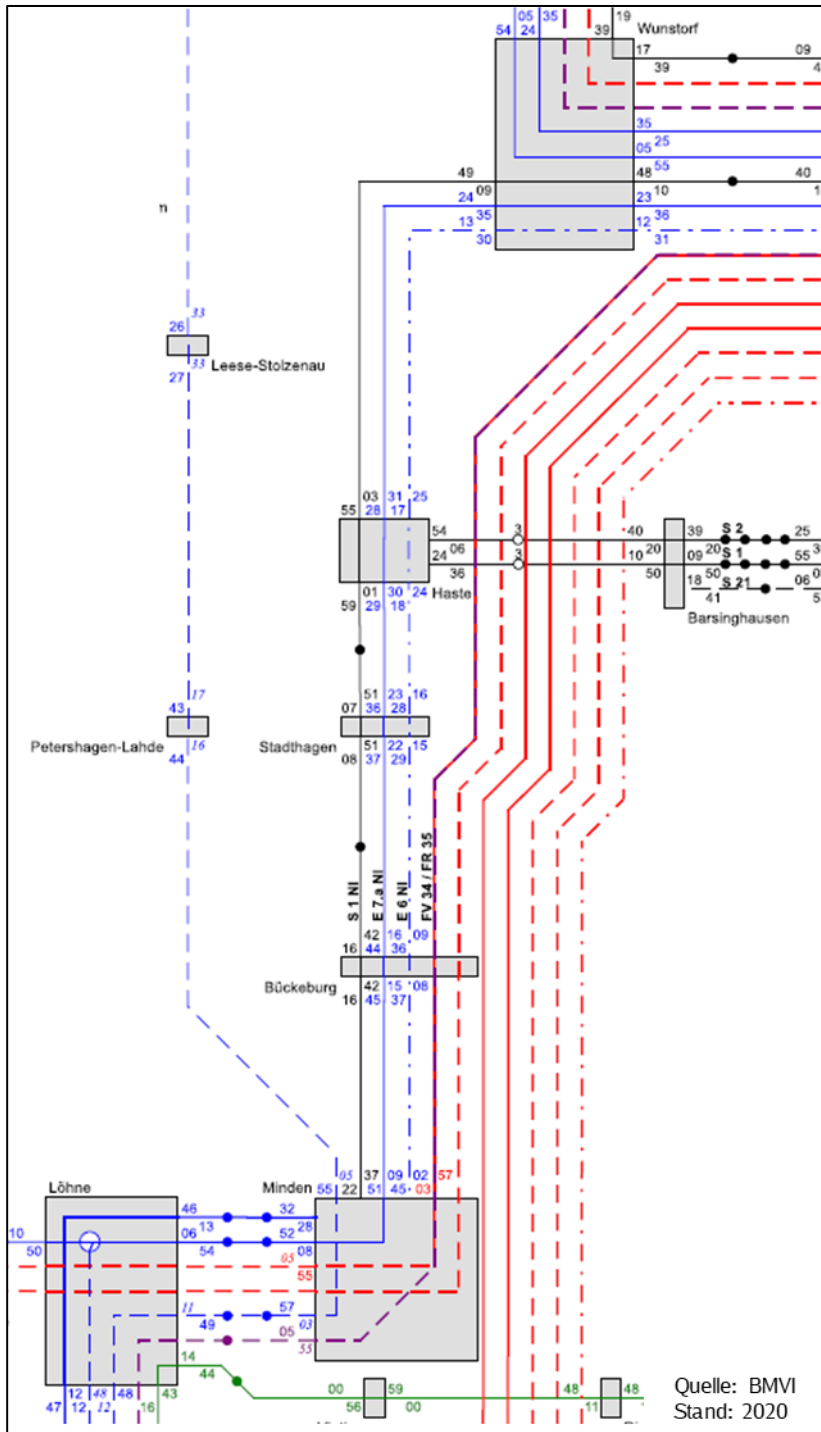 05 35 19
54 24 39 Wunstorf
17 09
39 4
35
25
05
55
49 48 40
09 10 1
24 23
35 36
13 12
30 31
33
26
Leese-Stolzenau
33
27
03 31 25
55 28 17
54 3 40 39 S 2 25
06 20 20 3
24 3 10 09 S 1 55
36 50 50 0
Haste
18 S 21 06
41 5
Barsinghausen
01 30 24
59 29 18
17
43
51 23 16
07 36 28
Petershagen-Lahde
16
44
Stadthagen
51 22 15
08 37 29
S 1 NI
E 7.a NI
E 6 NI
FV 34 / FR 35
42 16 09
16 44 36
Bückeburg
42 15 08
16 45 37
Löhne
Minden
05 37 09 02 57
55 22 51 45 03
46 32
13 28
10 06 52
50 54 08
05
55
11 57
49 03
05
55
14
44
12 48 48 43
47 12 12 16
00 59 48 48
56 00 11
Quelle: BMVI
Stand: 2020